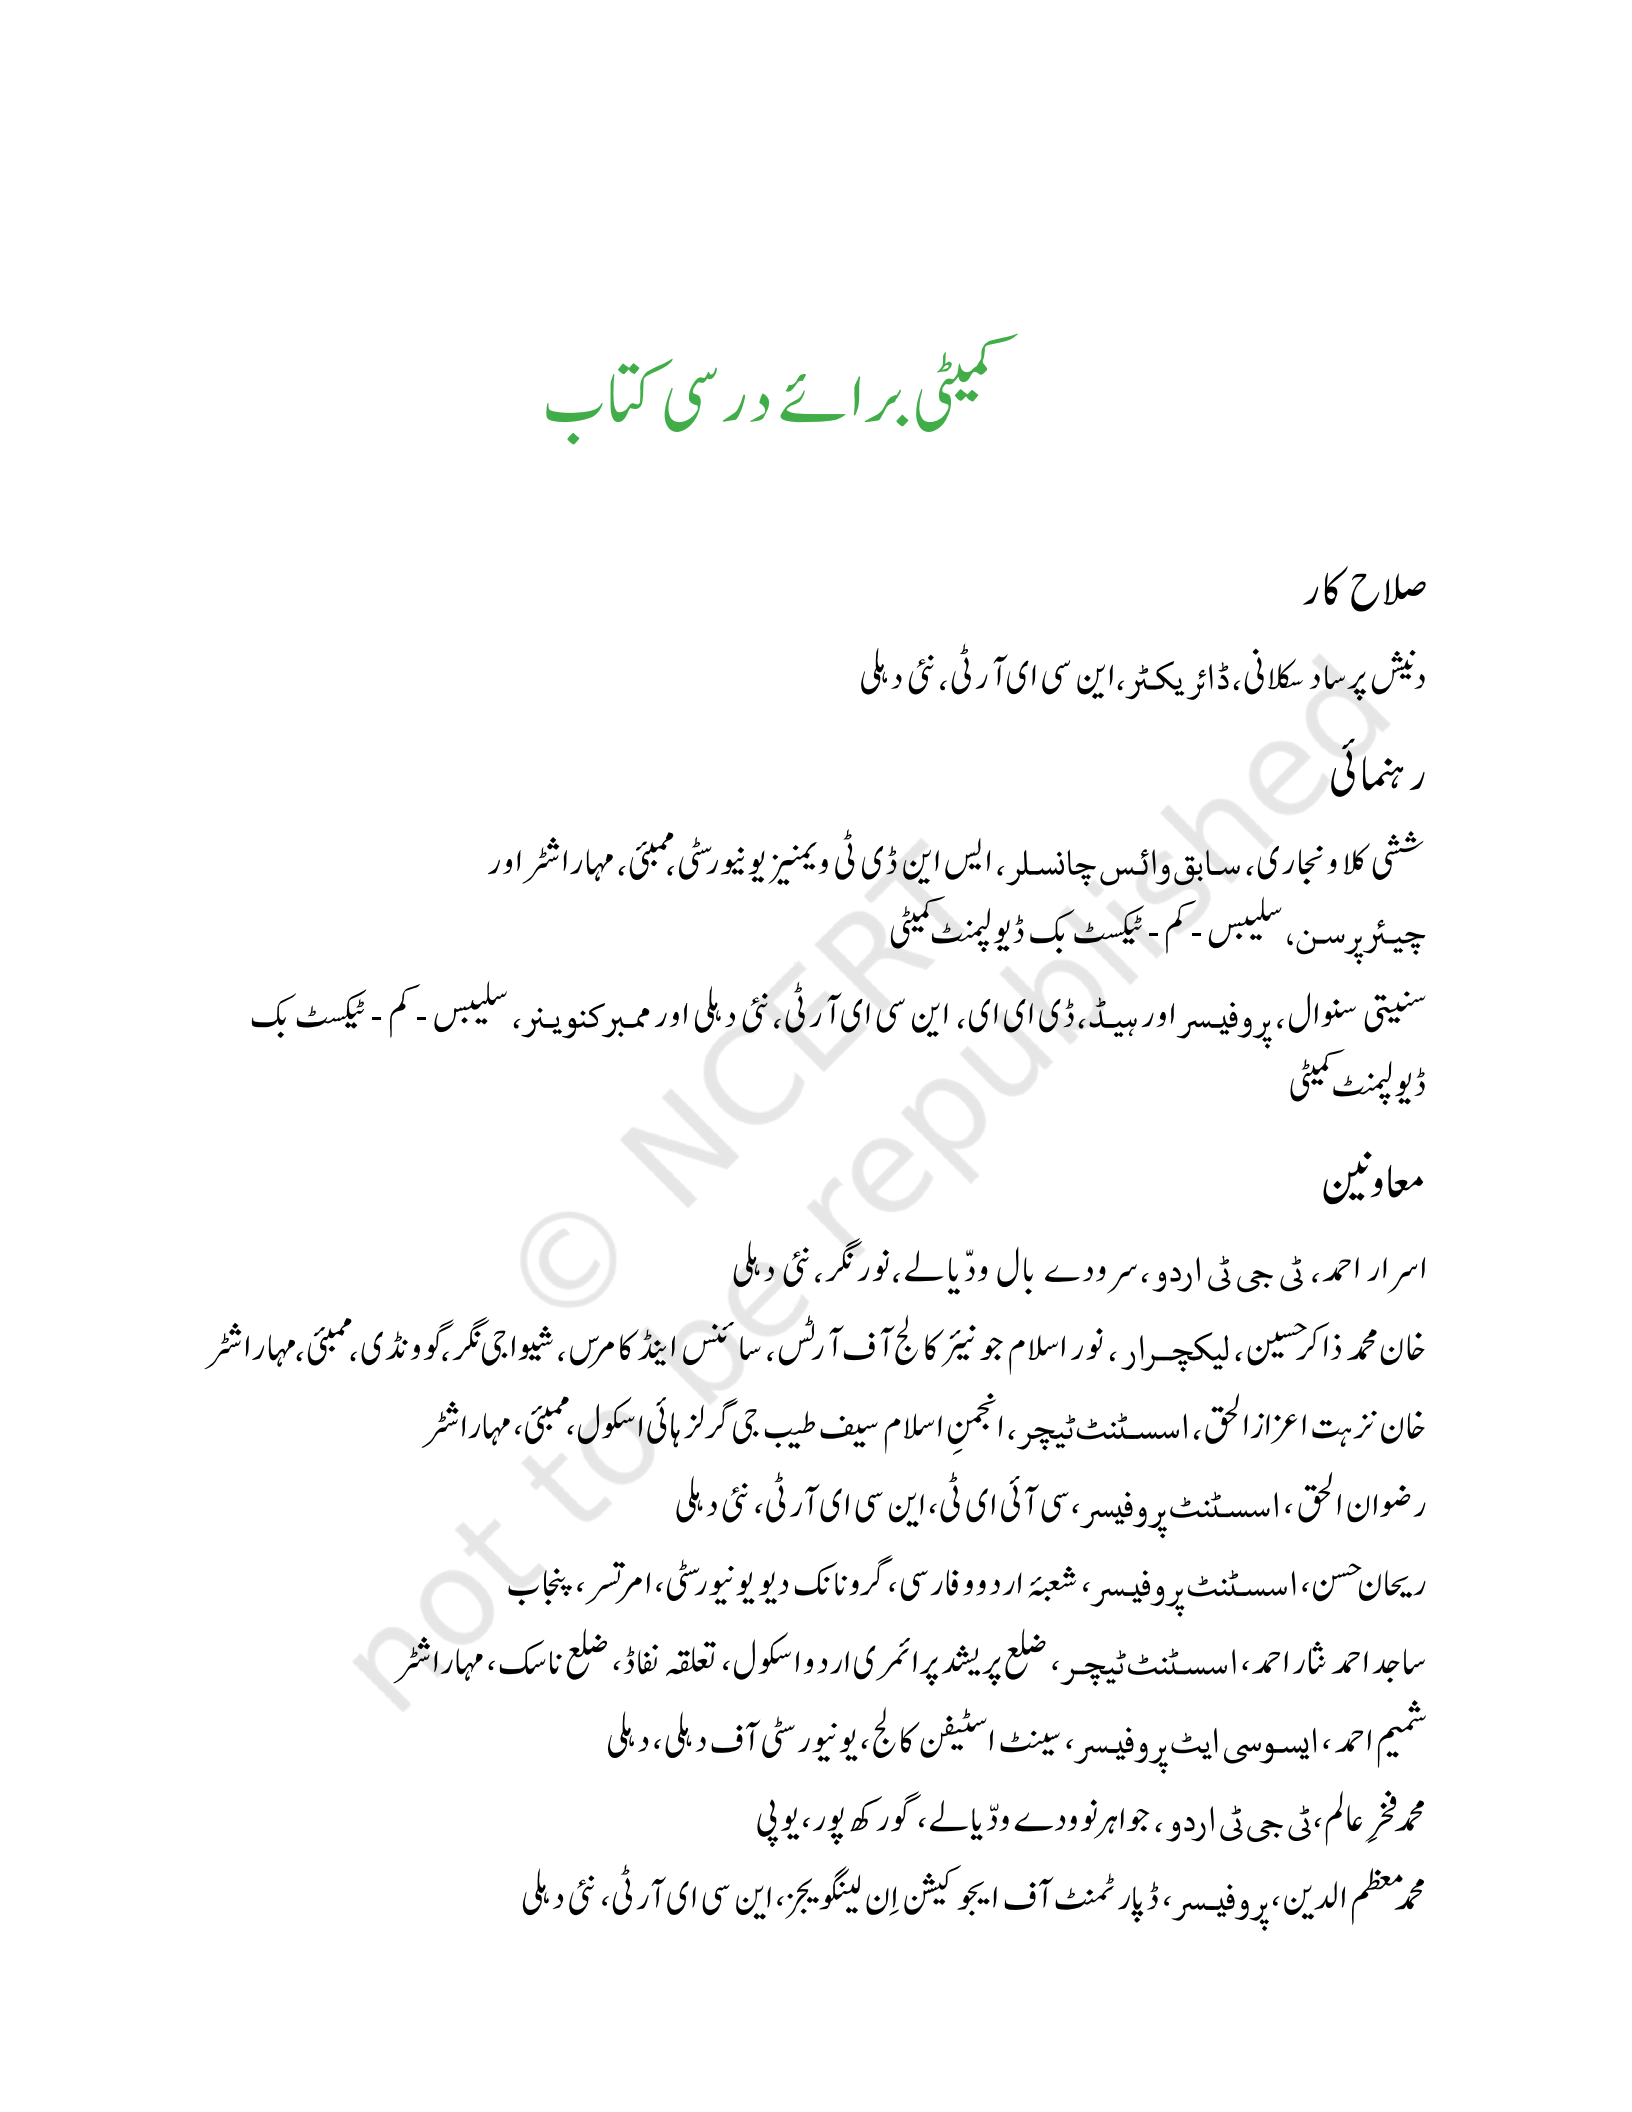 کمیٹی برائے درسی کتاب
صلاح کار
دنیش پرساد سکلانی، ڈائریکٹر، این سی ای آر ٹی، نئی دہلی
رہنمائی
ششی کلا ونجاری، سابق وائس چانسلر، ایس این ڈی ٹی ویمنیز یونیورسٹی، ممبئی، مہاراشٹر اور
چیئرپرسن، سلیبس - کم - ٹیکسٹ بک ڈیولپمنٹ کمیٹی
سنیتی سنوال، پروفیسر اور ہیڈ، ڈی ای ای، این سی ای آر ٹی، نئی دہلی اور ممبر کنوینر، سلیبس - کم - ٹیکسٹ بک
ڈیولپمنٹ کمیٹی
معاونین
اسرار احمد، ٹی جی ٹی اردو، سرودے بال ودّیالے، نور نگر، نئی دہلی
خان محمد ذاکر حسین، لیکچرار، نور اسلام جونیئر کالج آف آرٹس، سائنس اینڈ کامرس، شیواجی نگر، گوونڈی، ممبئی، مہاراشٹر
خان نزہت اعزاز الحق، اسسٹنٹ ٹیچر، انجمنِ اسلام سیف طیب جی گرلز ہائی اسکول، ممبئی، مہاراشٹر
رضوان الحق، اسسٹنٹ پروفیسر، سی آئی ای ٹی، این سی ای آر ٹی، نئی دہلی
ریحان حسن، اسسٹنٹ پروفیسر، شعبۂ اردو و فارسی، گرو نانک دیو یونیورسٹی، امرتسر، پنجاب
ساجد احمد نثار احمد، اسسٹنٹ ٹیچر، ضلع پریشد پرائمری اردو اسکول، تعلقہ نفاڈ، ضلع ناسک، مہاراشٹر
شمیم احمد، ایسوسی ایٹ پروفیسر، سینٹ اسٹیفن کالج، یونیورسٹی آف دہلی، دہلی
محمد فخرِ عالم، ٹی جی ٹی اردو، جواہر نوودے ودّیالے، گورکھ پور، یوپی
محمد معظم الدین، پروفیسر، ڈپارٹمنٹ آف ایجوکیشن اِن لینگویجز، این سی ای آر ٹی، نئی دہلی
© NCERT
not to be republished